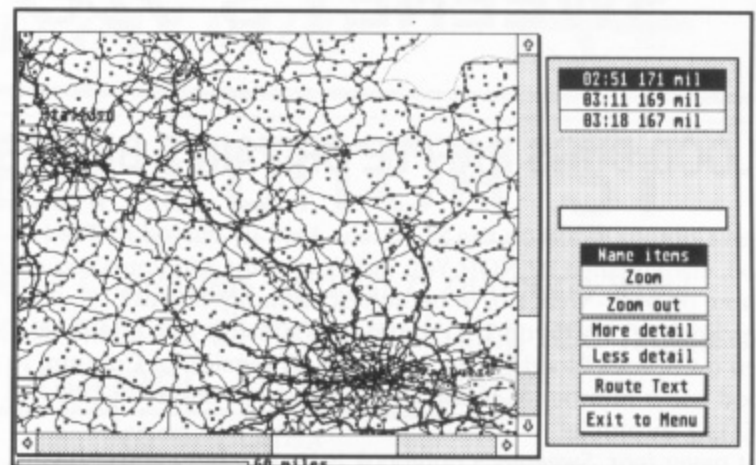 02:51 171 mil
03:11 169 mil
03:18 167 mil
Name items
Zoom
Zoom out
More detail
Less detail
Route Text
Exit to Menu
60 miles